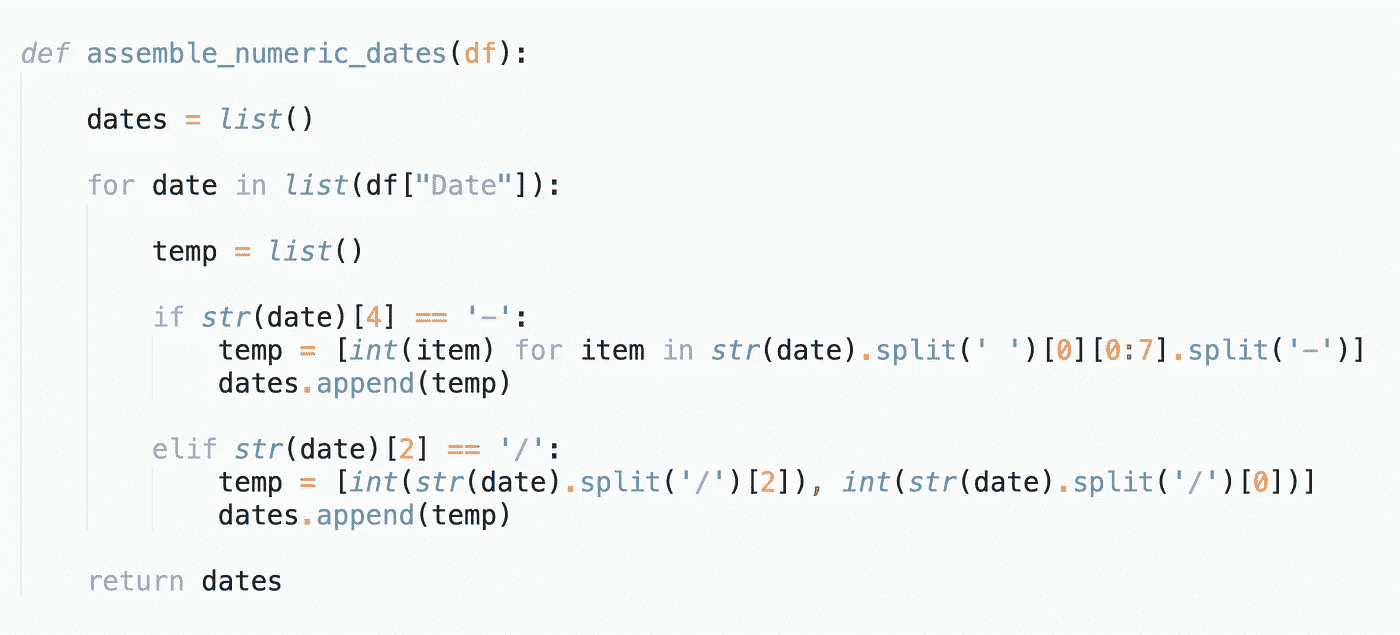 def assemble_numeric_dates(df):
dates = list()
for date in list(df["Date"]):
temp = list()
if str(date)[4] == '-':
temp = [int(item) for item in str(date).split(' ')[0][0:7].split('-')]
dates.append(temp)
elif str(date)[2] == '/':
temp = [int(str(date).split('/')[2]), int(str(date).split('/')[0])]
dates.append(temp)
return dates